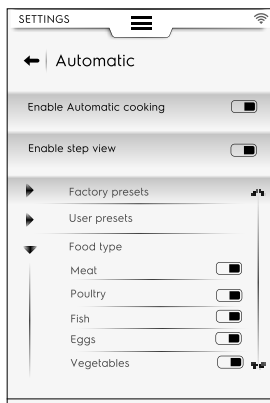 SETTINGS
Automatic
Enable Automatic cooking
Enable step view
Factory presets
User presets
Food type
Meat
Poultry
Fish
Eggs
Vegetables